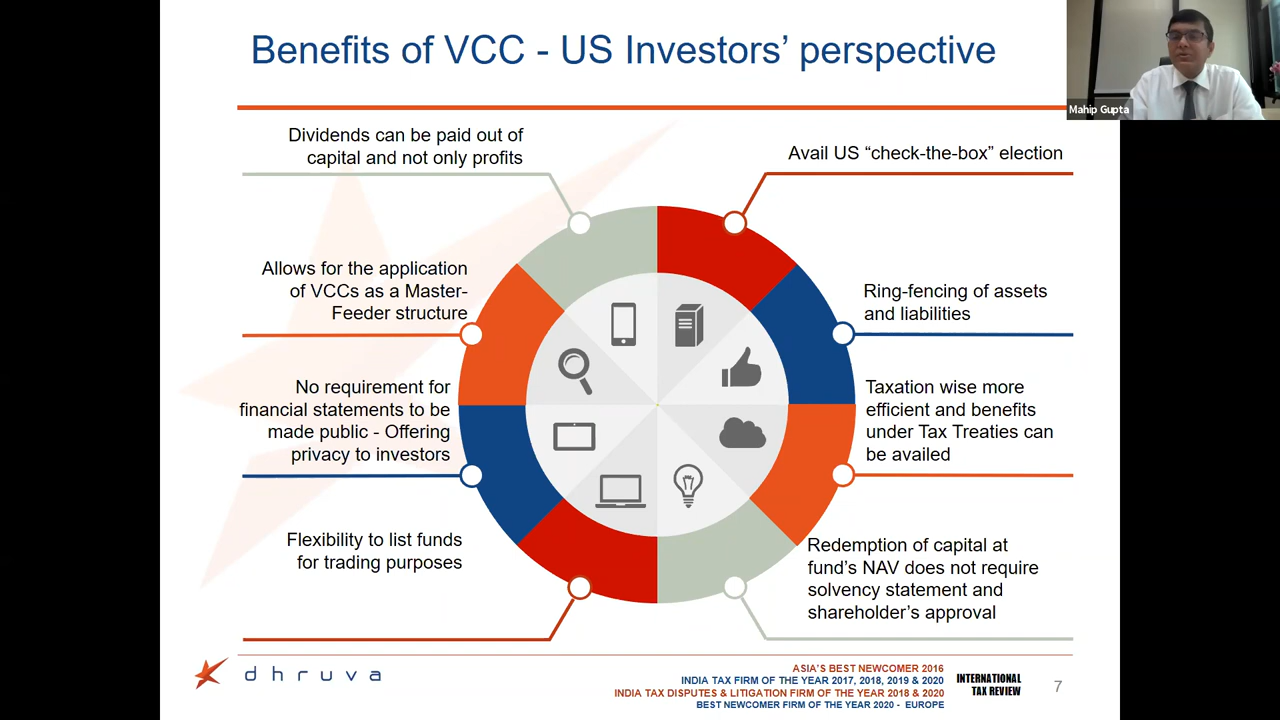 Benefits of VCC - US Investors’ perspective
Mahip Gupta
Dividends can be paid out of
capital and not only profits
Avail US “check-the-box” election
Allows for the application
of VCCs as a Master-
Feeder structure
Ring-fencing of assets
and liabilities
No requirement for
financial statements to be
made public - Offering
privacy to investors
Taxation wise more
efficient and benefits
under Tax Treaties can
be availed
Flexibility to list funds
for trading purposes
Redemption of capital at
fund’s NAV does not require
solvency statement and
shareholder’s approval
dhruva
ASIA’S BEST NEWCOMER 2016
INDIA TAX FIRM OF THE YEAR 2017, 2018, 2019 & 2020
INDIA TAX DISPUTES & LITIGATION FIRM OF THE YEAR 2018 & 2020
BEST NEWCOMER FIRM OF THE YEAR 2020 - EUROPE
INTERNATIONAL
TAX REVIEW
7